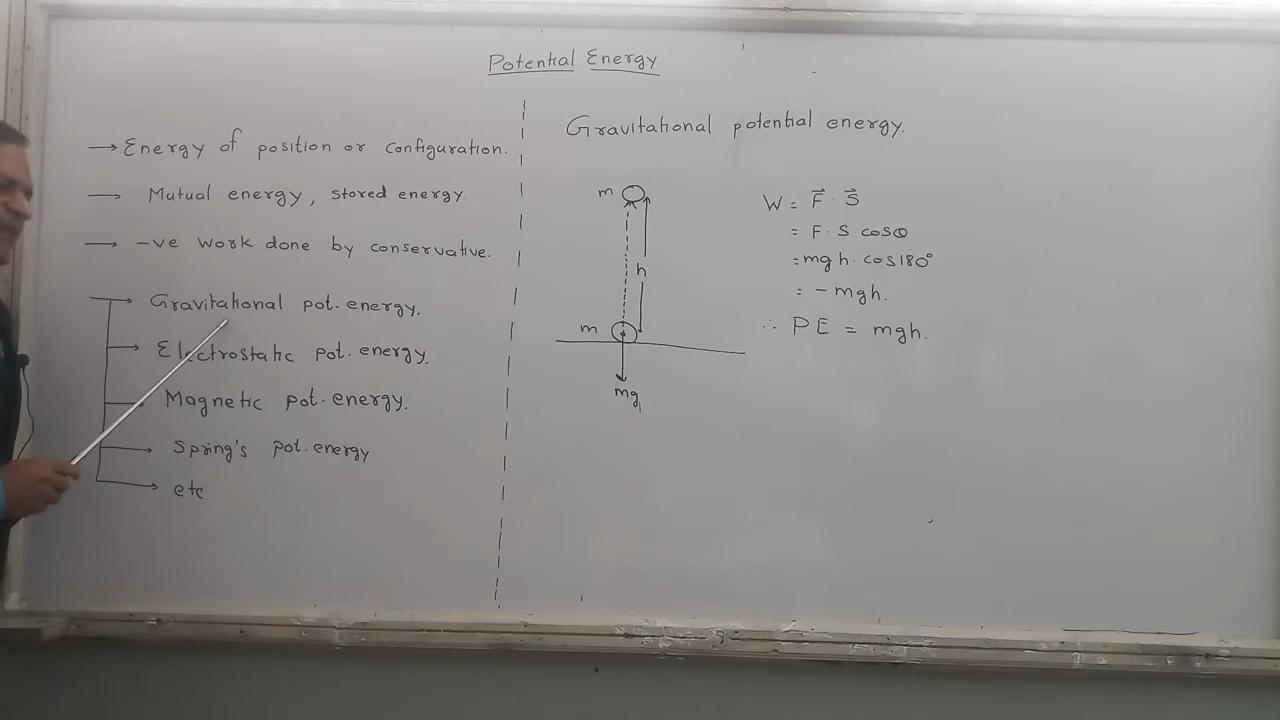 Potential Energy
→ Energy of position or configuration.
→ Mutual energy, stored energy.
→ -ve work done by conservative.
→ Gravitational pot. energy.
→ Electrostatic pot. energy.
→ Magnetic pot. energy.
→ Spring's pot. energy
→ etc.
Gravitational potential energy.
m
h
m
mg
W = F⃗ · S⃗
= F · S cosθ
= mg h · cos180°
= - mgh.
∴ PE = mgh.